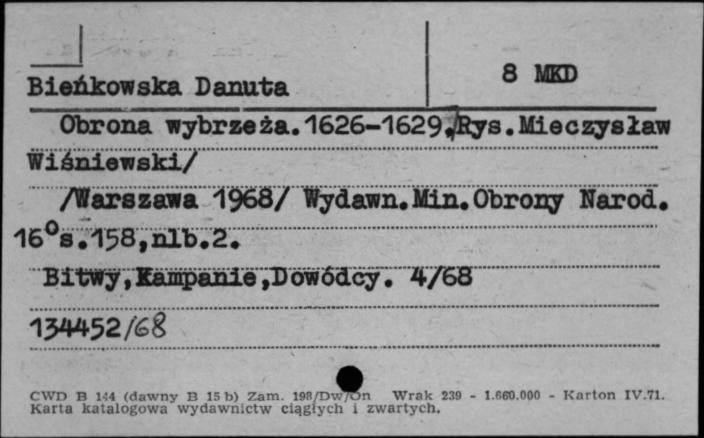 8 MKD
Bieńkowska Danuta
Obrona wybrzeża.1626-1629./Rys.Mieczysław
Wiśniewski/
/Warszawa 1968/ Wydawn.Min.Obrony Narod.
16°s.158,nlb.2.
Bitwy,Kampanie,Dowódcy. 4/68
134452/68
CWD B 144 (dawny B 15 b) Zam. 198/Dw/On Wrak 239 - 1.660.000 - Karton IV.71.
Karta katalogowa wydawnictw ciągłych i zwartych.